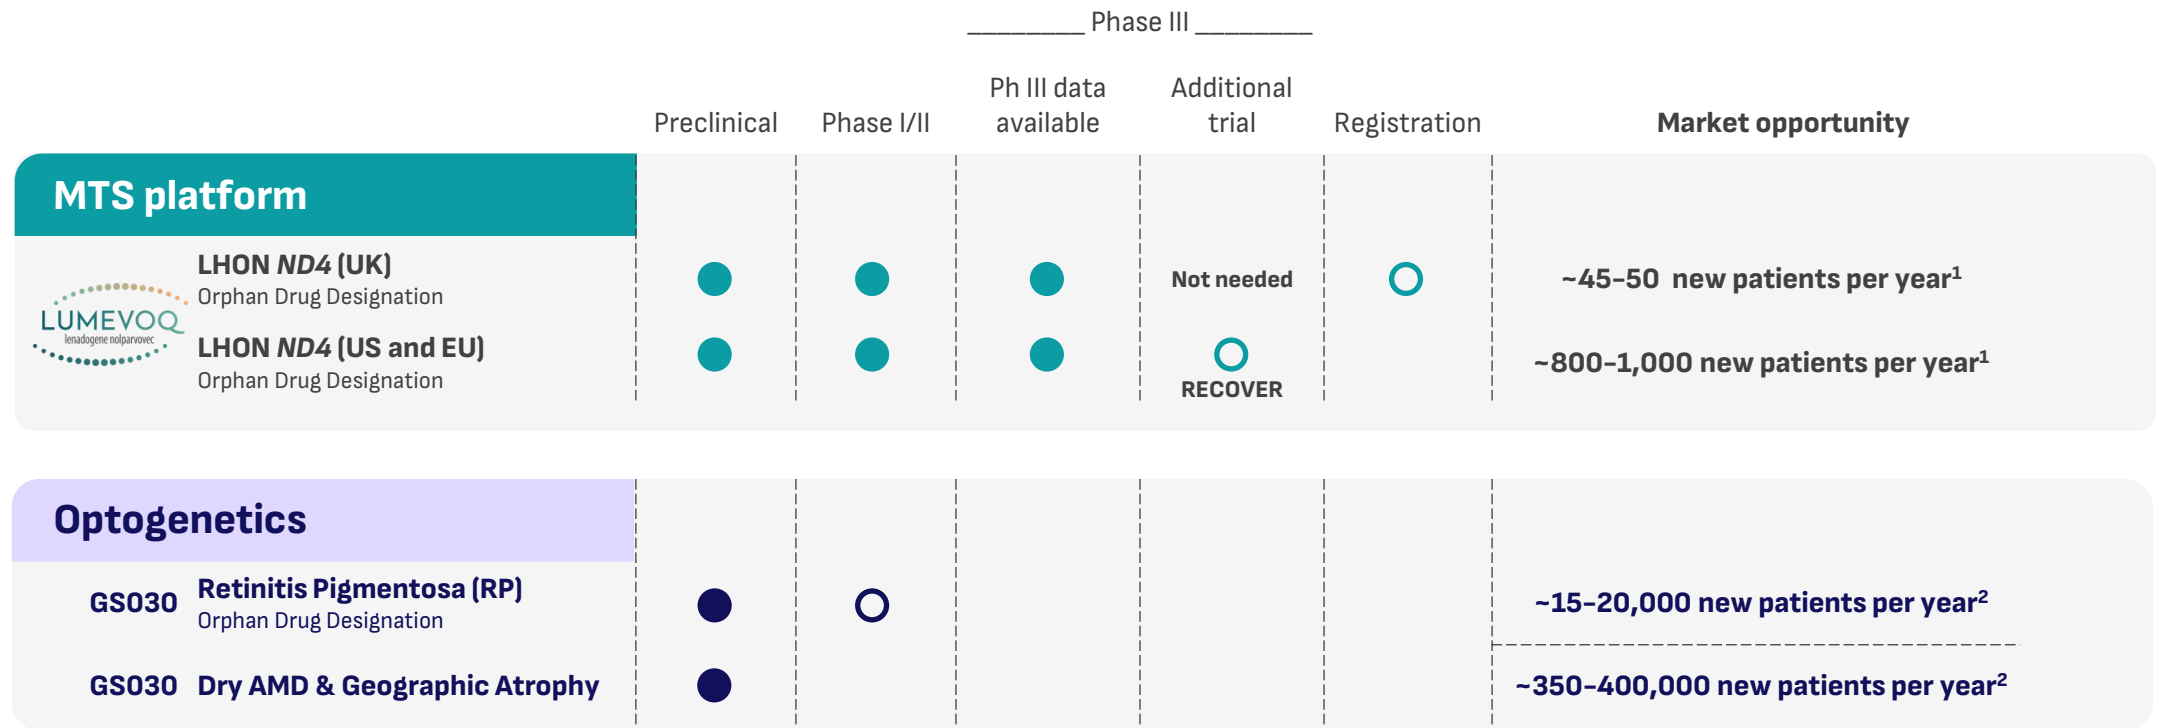 ________ Phase III ________
Preclinical
Phase I/II
Ph III data
available
Additional
trial
Registration
Market opportunity
MTS platform
LUMEVOQ
lenadogene nolparvovec
LHON ND4 (UK)
Orphan Drug Designation
Not needed
~45-50 new patients per year¹
LHON ND4 (US and EU)
Orphan Drug Designation
RECOVER
~800-1,000 new patients per year¹
Optogenetics
GS030
Retinitis Pigmentosa (RP)
Orphan Drug Designation
~15-20,000 new patients per year²
GS030
Dry AMD & Geographic Atrophy
~350-400,000 new patients per year²